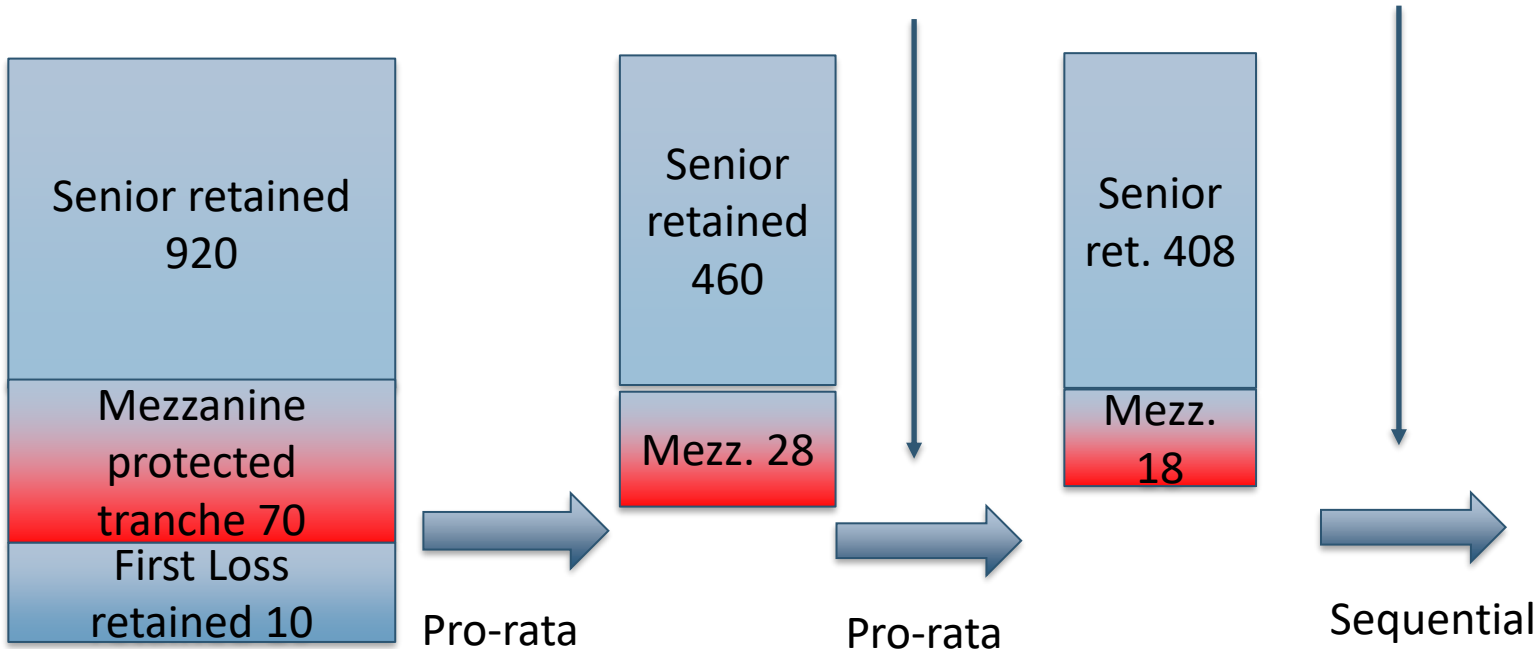 Senior retained
920
Mezzanine
protected
tranche 70
First Loss
retained 10
Pro-rata
Senior
retained
460
Mezz. 28
Pro-rata
Senior
ret. 408
Mezz.
18
Sequential